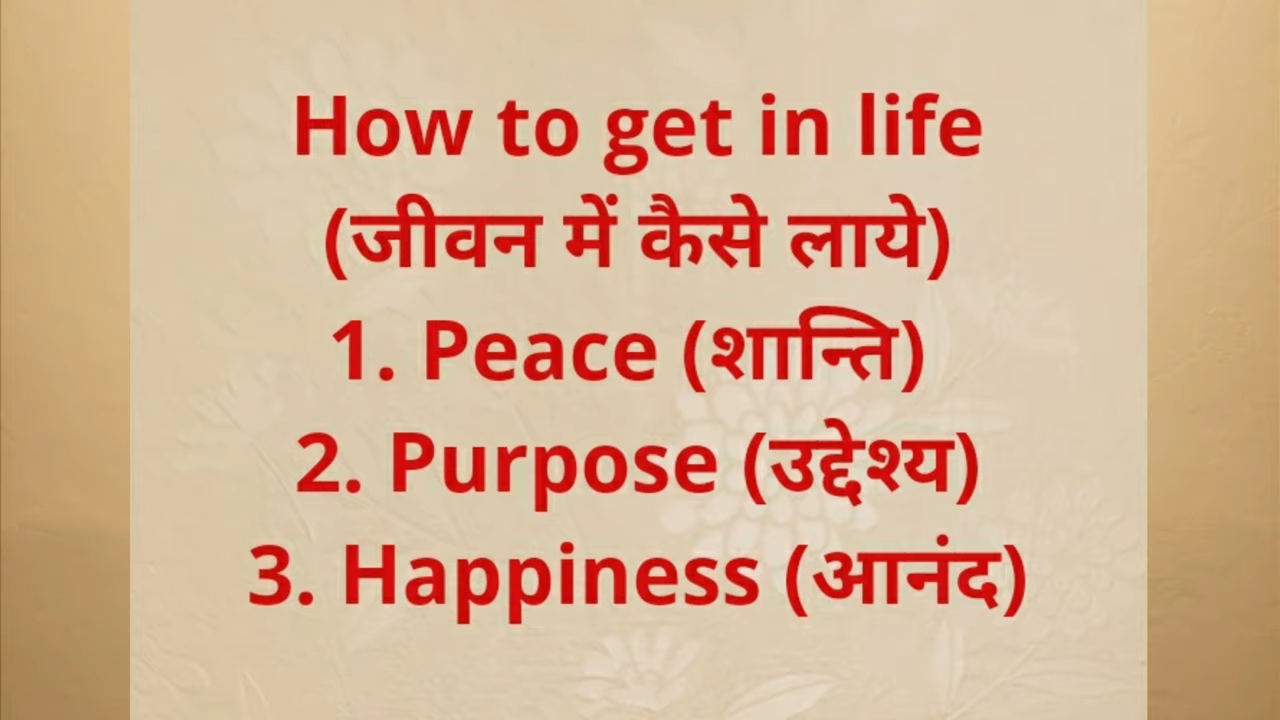 How to get in life
(जीवन में कैसे लाये)
1. Peace (शान्ति)
2. Purpose (उद्देश्य)
3. Happiness (आनंद)